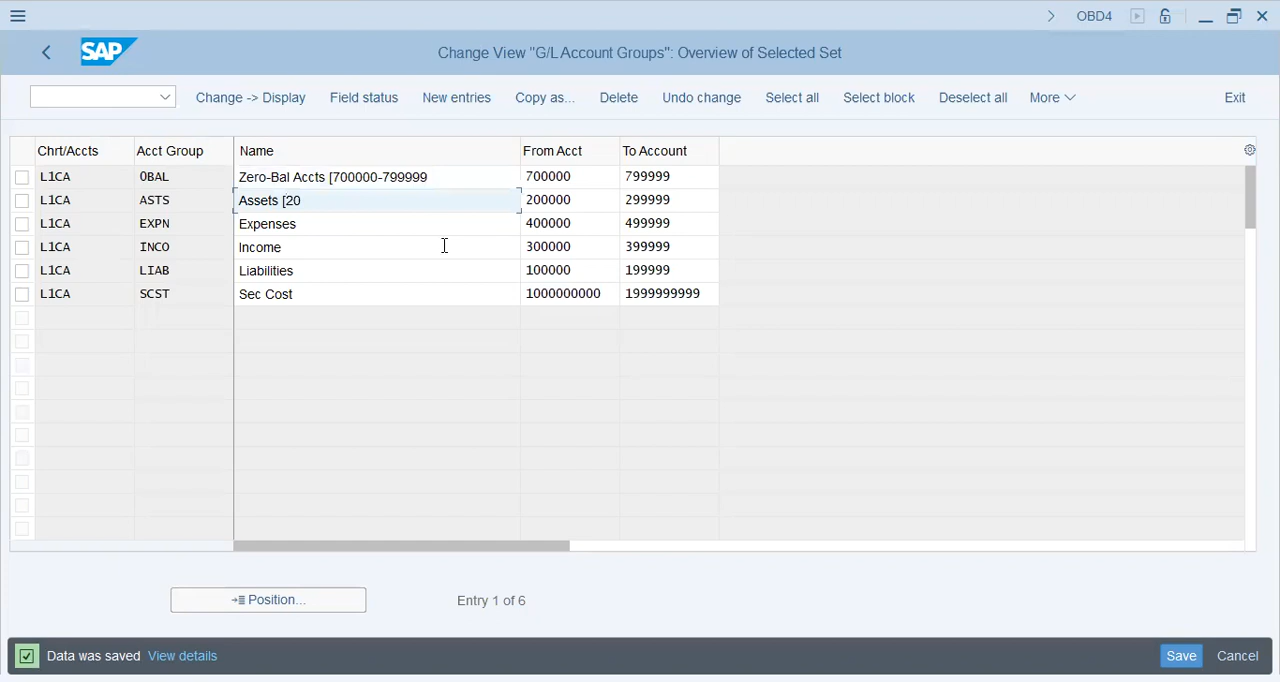 OBD4
SAP
Change View "G/L Account Groups": Overview of Selected Set
Change -> Display Field status New entries Copy as... Delete Undo change Select all Select block Deselect all More Exit
Chrt/Accts Acct Group Name From Acct To Account
L1CA 0BAL Zero-Bal Accts [700000-799999 700000 799999
L1CA ASTS Assets [20 200000 299999
L1CA EXPN Expenses 400000 499999
L1CA INCO Income 300000 399999
L1CA LIAB Liabilities 100000 199999
L1CA SCST Sec Cost 1000000000 1999999999
Position... Entry 1 of 6
Data was saved View details Save Cancel